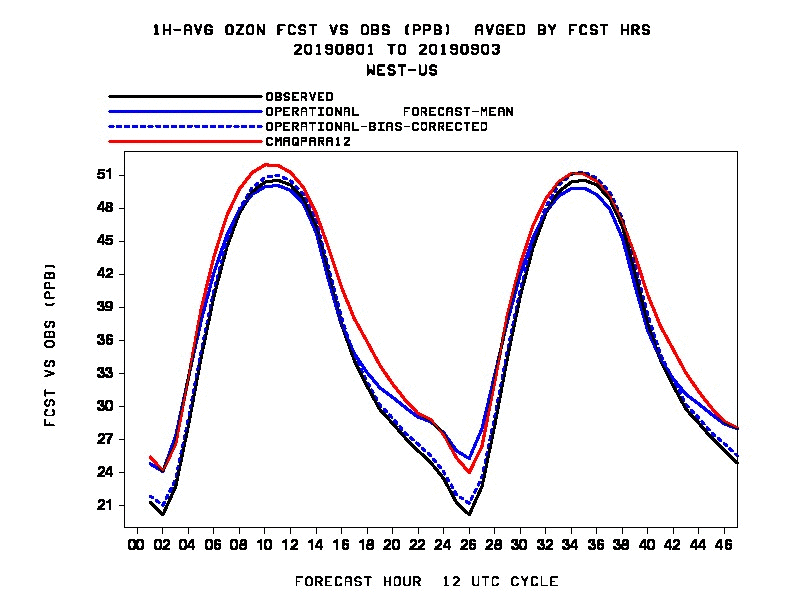 1H-AVG OZON FCST VS OBS (PPB)  AVGED BY FCST HRS
20190801 TO 20190903
WEST-US
OBSERVED
OPERATIONAL     FORECAST-MEAN
OPERATIONAL-BIAS-CORRECTED
CMAQPARA12
51
48
45
42
39
36
33
30
27
24
21
FCST VS OBS (PPB)
00 02 04 06 08 10 12 14 16 18 20 22 24 26 28 30 32 34 36 38 40 42 44 46
FORECAST HOUR  12 UTC CYCLE